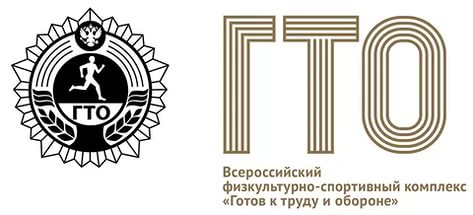 ГТО
ГТО
Всероссийский
физкультурно-спортивный комплекс
«Готов к труду и обороне»